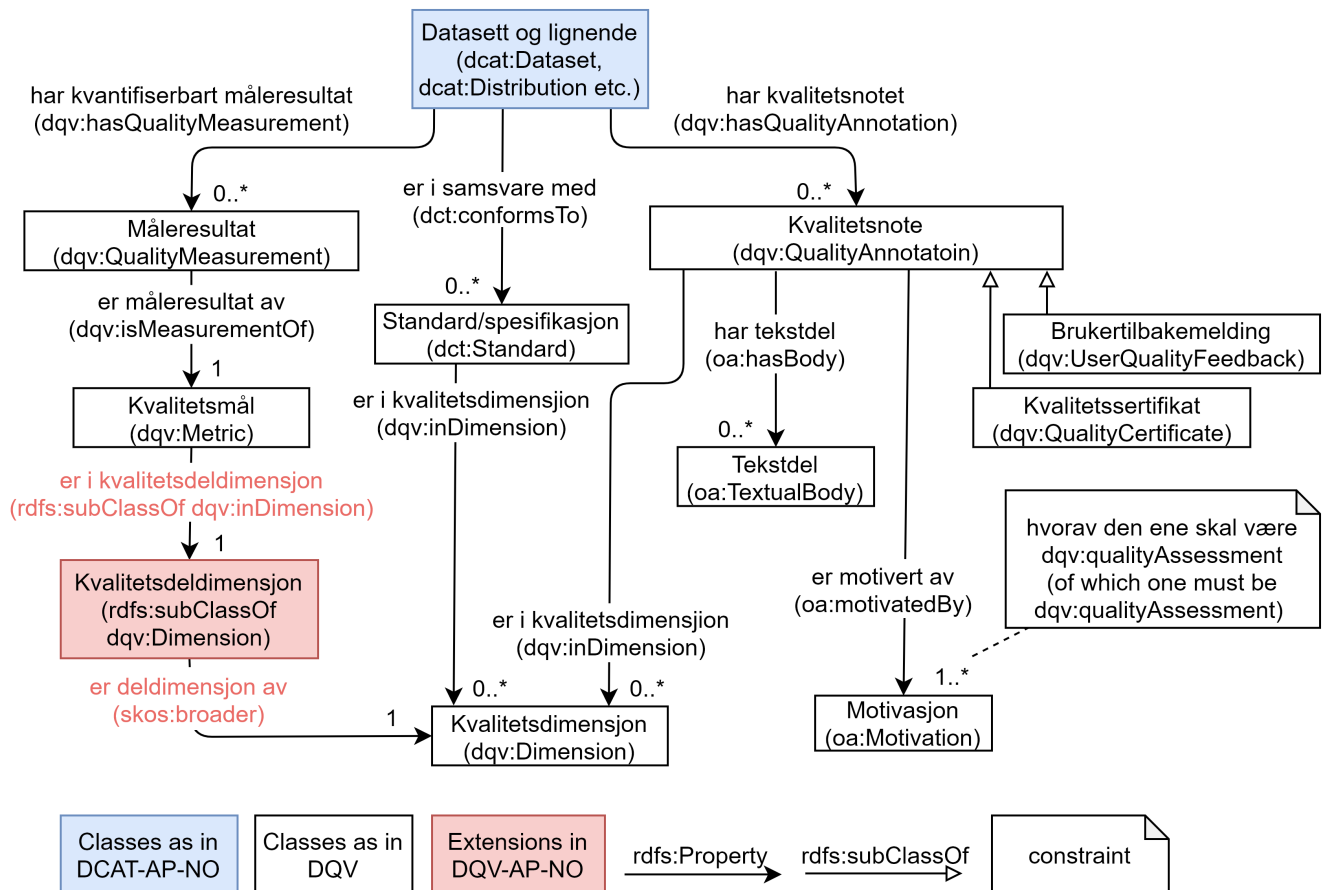 Datasett og lignende
(dcat:Dataset,
dcat:Distribution etc.)
har kvantifiserbart måleresultat
(dqv:hasQualityMeasurement)
har kvalitetsnotet
(dqv:hasQualityAnnotation)
er i samsvare med
(dct:conformsTo)
0..*
0..*
0..*
Måleresultat
(dqv:QualityMeasurement)
Kvalitetsnote
(dqv:QualityAnnotatoin)
er måleresultat av
(dqv:isMeasurementOf)
1
Standard/spesifikasjon
(dct:Standard)
har tekstdel
(oa:hasBody)
0..*
Brukertilbakemelding
(dqv:UserQualityFeedback)
Kvalitetssertifikat
(dqv:QualityCertificate)
Kvalitetsmål
(dqv:Metric)
er i kvalitetsdimensjion
(dqv:inDimension)
Tekstdel
(oa:TextualBody)
er i kvalitetsdeldimensjon
(rdfs:subClassOf dqv:inDimension)
1
hvorav den ene skal være
dqv:qualityAssessment
(of which one must be
dqv:qualityAssessment)
Kvalitetsdeldimensjon
(rdfs:subClassOf
dqv:Dimension)
er motivert av
(oa:motivatedBy)
er i kvalitetsdimensjion
(dqv:inDimension)
er deldimensjon av
(skos:broader)
1
0..*
0..*
1..*
Kvalitetsdimensjon
(dqv:Dimension)
Motivasjon
(oa:Motivation)
Classes as in
DCAT-AP-NO
Classes as in
DQV
Extensions in
DQV-AP-NO
rdfs:Property
rdfs:subClassOf
constraint